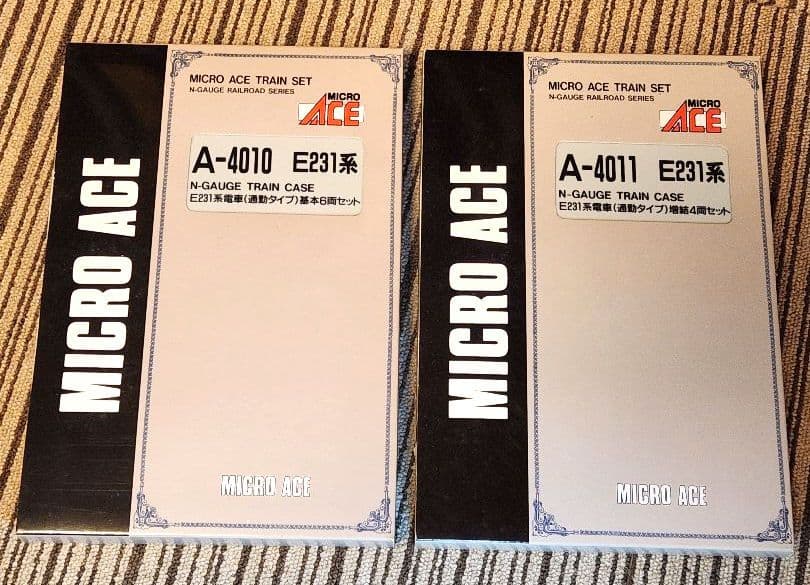 MICRO ACE
MICRO ACE TRAIN SET
N-GAUGE RAILROAD SERIES
MICRO
ACE
A-4010 E231系
N-GAUGE TRAIN CASE
E231系電車(通勤タイプ)基本6両セット
MICRO ACE
MICRO ACE
MICRO ACE TRAIN SET
N-GAUGE RAILROAD SERIES
MICRO
ACE
A-4011 E231系
N-GAUGE TRAIN CASE
E231系電車(通勤タイプ)増結4両セット
MICRO ACE